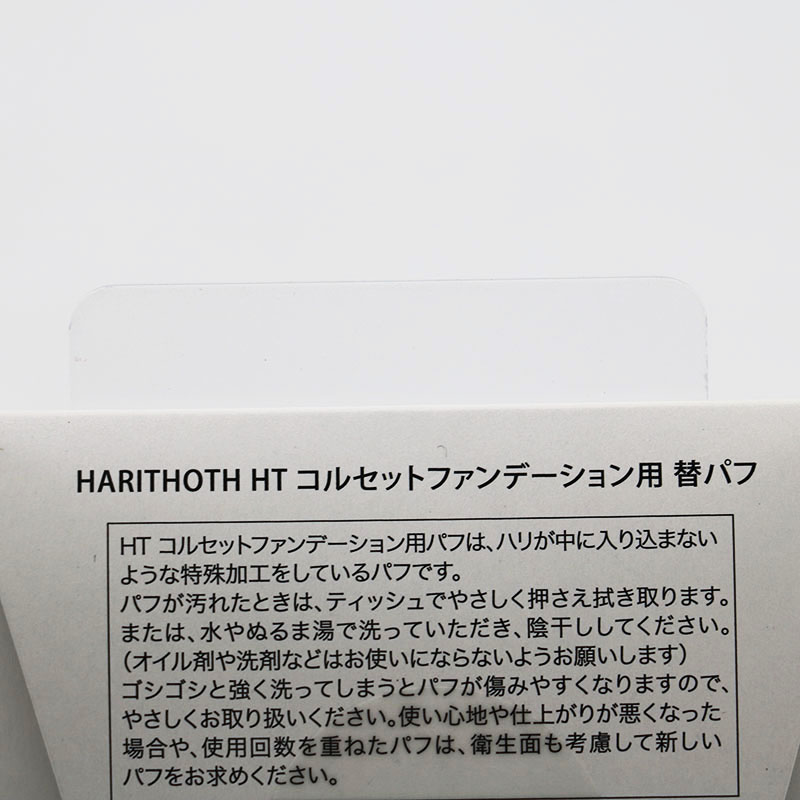 HARITHOTH HT コルセットファンデーション用 替パフ
HT コルセットファンデーション用パフは、ハリが中に入り込まない
ような特殊加工をしているパフです。
パフが汚れたときは、ティッシュでやさしく押さえ拭き取ります。
または、水やぬるま湯で洗っていただき、陰干ししてください。
(オイル剤や洗剤などはお使いにならないようお願いします)
ゴシゴシと強く洗ってしまうとパフが傷みやすくなりますので、
やさしくお取り扱いください。使い心地や仕上がりが悪くなった
場合や、使用回数を重ねたパフは、衛生面も考慮して新しい
パフをお求めください。